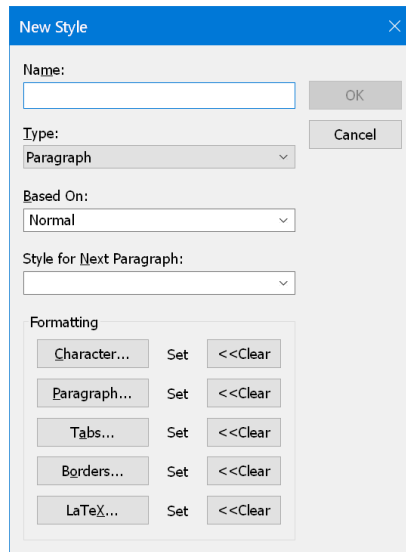 New Style
Name:
OK
Type:
Cancel
Paragraph
Based On:
Normal
Style for Next Paragraph:
Formatting
Character... Set <<Clear
Paragraph... Set <<Clear
Tabs... Set <<Clear
Borders... Set <<Clear
LaTeX... Set <<Clear